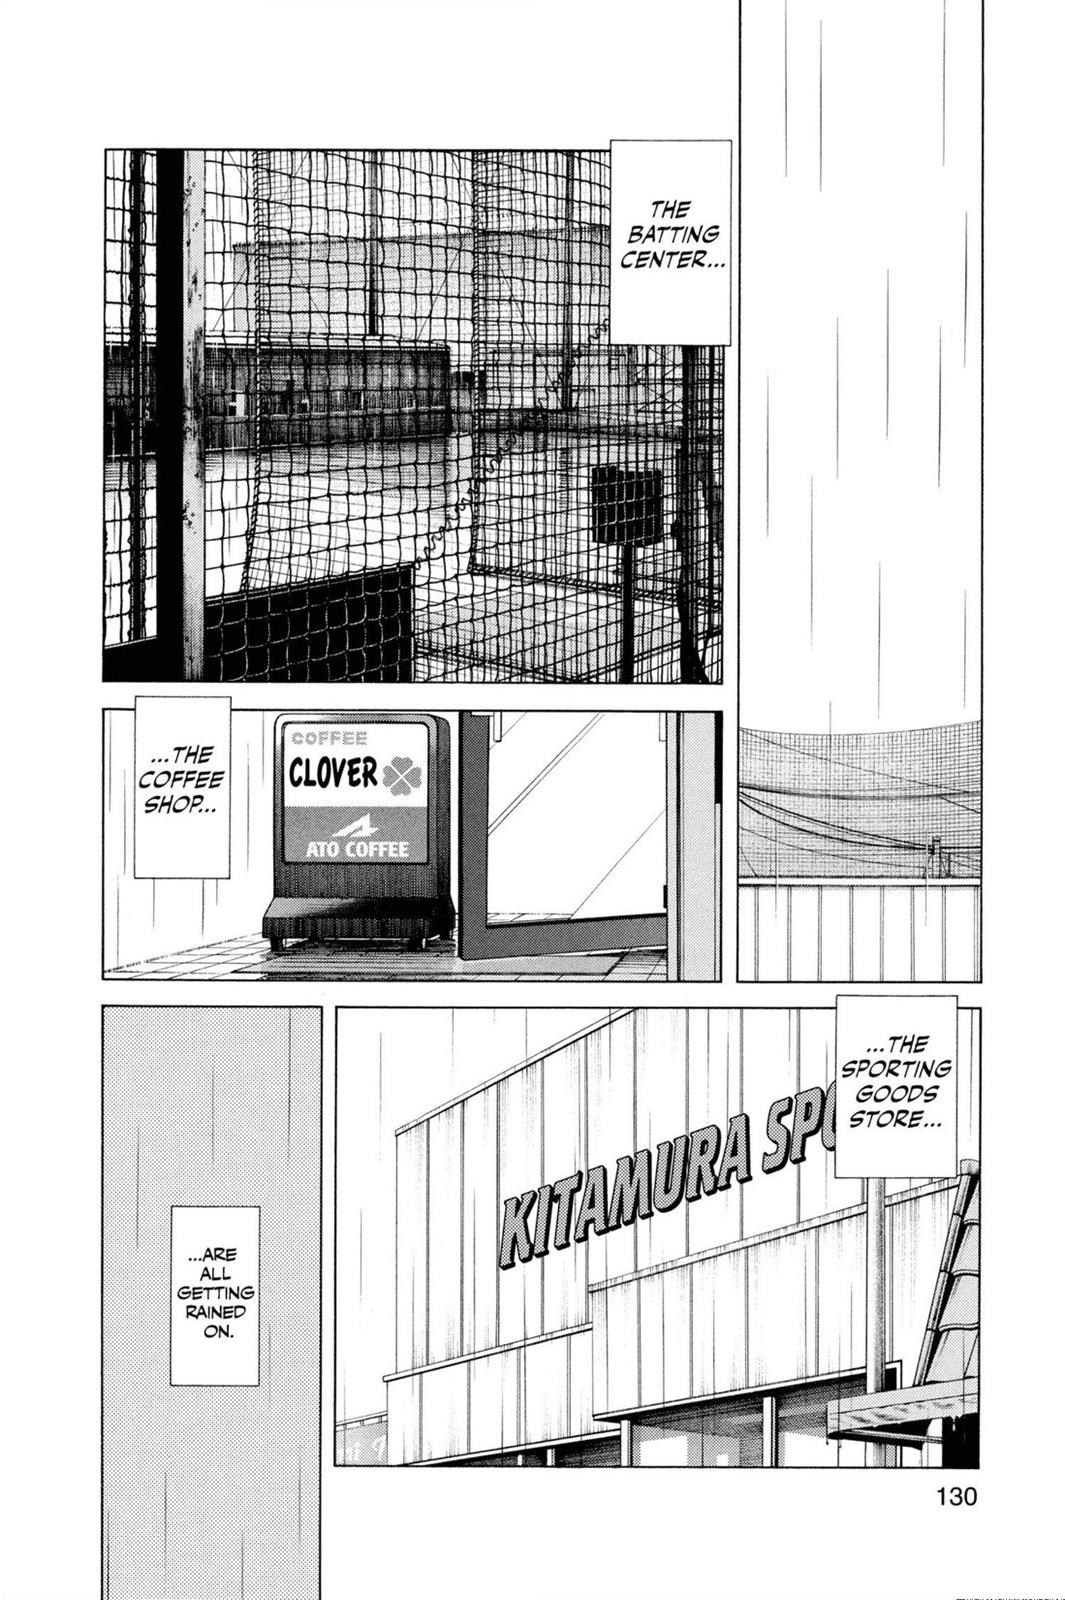 THE
BATTING
CENTER...
...THE
COFFEE
SHOP...
COFFEE
CLOVER
ATO COFFEE
...THE
SPORTING
GOODS
STORE...
KITAMURA SPO
...ARE
ALL
GETTING
RAINED
ON.
130